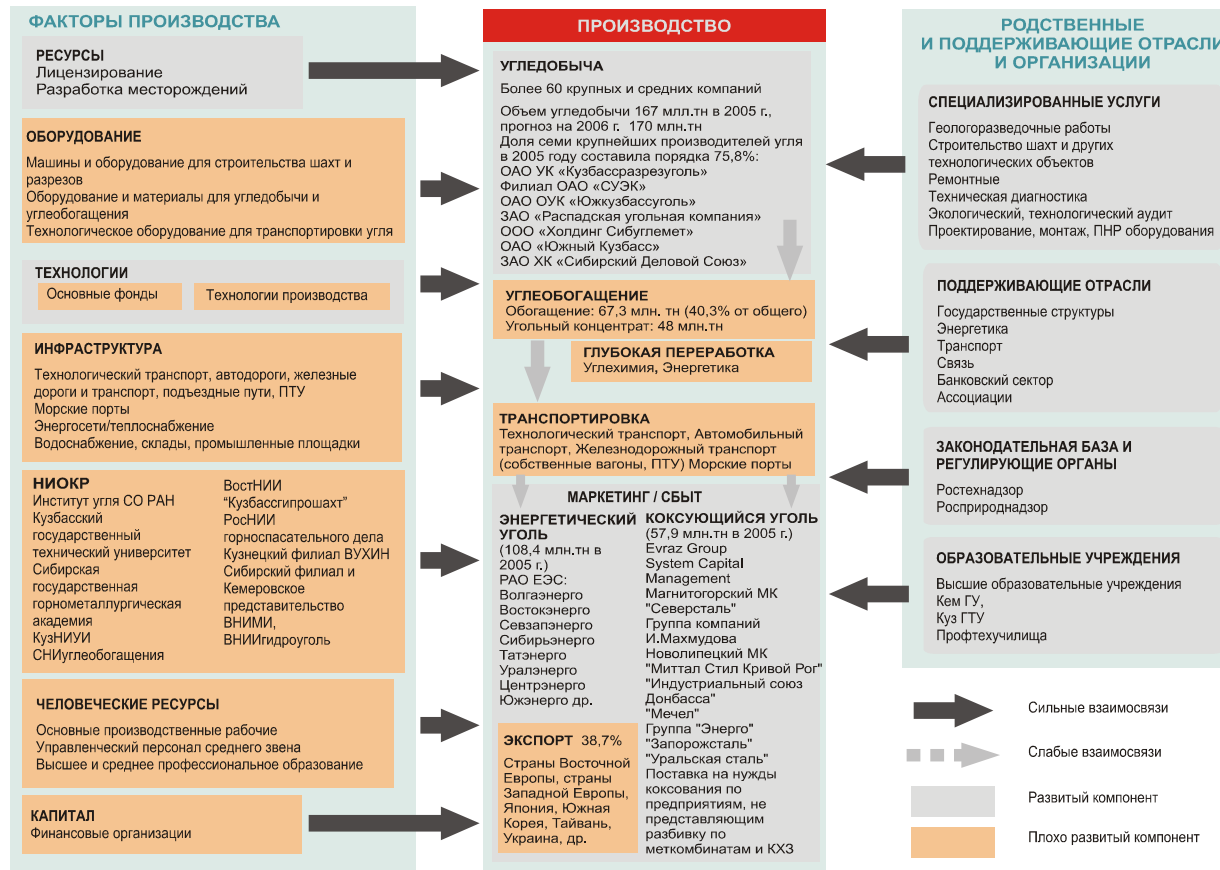 ФАКТОРЫ ПРОИЗВОДСТВА
РЕСУРСЫ
Лицензирование
Разработка месторождений
ОБОРУДОВАНИЕ
Машины и оборудование для строительства шахт и
разрезов
Оборудование и материалы для угледобычи и
углеобогащения
Технологическое оборудование для транспортировки угля
ТЕХНОЛОГИИ
Основные фонды
Технологии производства
ИНФРАСТРУКТУРА
Технологический транспорт, автодороги, железные
дороги и транспорт, подъездные пути, ПТУ
Морские порты
Энергосети/теплоснабжение
Водоснабжение, склады, промышленные площадки
НИОКР
Институт угля СО РАН
Кузбасский
государственный
технический университет
Сибирская
государственная
горнометаллургическая
академия
КузНИУИ
СНИуглеобогащения
ВостНИИ
“Кузбассгипрошахт”
РосНИИ
горноспасательного дела
Кузнецкий филиал ВУХИН
Сибирский филиал и
Кемеровское
представительство
ВНИМИ,
ВНИИгидроуголь
ЧЕЛОВЕЧЕСКИЕ РЕСУРСЫ
Основные производственные рабочие
Управленческий персонал среднего звена
Высшее и среднее профессиональное образование
КАПИТАЛ
Финансовые организации
ПРОИЗВОДСТВО
УГЛЕДОБЫЧА
Более 60 крупных и средних компаний
Объем угледобычи 167 млл.тн в 2005 г.,
прогноз на 2006 г. 170 млн.тн
Доля семи крупнейших производителей угля
в 2005 году составила порядка 75,8%:
ОАО УК «Кузбассразрезуголь»
Филиал ОАО «СУЭК»
ОАО ОУК «Южкузбассуголь»
ЗАО «Распадская угольная компания»
ООО «Холдинг Сибуглемет»
ОАО «Южный Кузбасс»
ЗАО ХК «Сибирский Деловой Союз»
УГЛЕОБОГАЩЕНИЕ
Обогащение: 67,3 млн. тн (40,3% от общего)
Угольный концентрат: 48 млн.тн
ГЛУБОКАЯ ПЕРЕРАБОТКА
Углехимия, Энергетика
ТРАНСПОРТИРОВКА
Технологический транспорт, Автомобильный
транспорт, Железнодорожный транспорт
(собственные вагоны, ПТУ) Морские порты
МАРКЕТИНГ / СБЫТ
ЭНЕРГЕТИЧЕСКИЙ
УГОЛЬ
(108,4 млн.тн в
2005 г.)
РАО ЕЭС:
Волгаэнерго
Востокэнерго
Севзапэнерго
Сибирьэнерго
Татэнерго
Уралэнерго
Центрэнерго
Южэнерго др.
ЭКСПОРТ 38,7%
Страны Восточной
Европы, страны
Западной Европы,
Япония, Южная
Корея, Тайвань,
Украина, др.
КОКСУЮЩИЙСЯ УГОЛЬ
(57,9 млн.тн в 2005 г.)
Evraz Group
System Capital
Management
Магнитогорский МК
"Северсталь"
Группа компаний
И.Махмудова
Новолипецкий МК
"Миттал Стил Кривой Рог"
"Индустриальный союз
Донбасса"
"Мечел"
Группа "Энерго"
"Запорожсталь"
"Уральская сталь"
Поставка на нужды
коксования по
предприятиям, не
представляющим
разбивку по
меткомбинатам и КХЗ
РОДСТВЕННЫЕ
И ПОДДЕРЖИВАЮЩИЕ ОТРАСЛИ
И ОРГАНИЗАЦИИ
СПЕЦИАЛИЗИРОВАННЫЕ УСЛУГИ
Геологоразведочные работы
Строительство шахт и других
технологических объектов
Ремонтные
Техническая диагностика
Экологический, технологический аудит
Проектирование, монтаж, ПНР оборудования
ПОДДЕРЖИВАЮЩИЕ ОТРАСЛИ
Государственные структуры
Энергетика
Транспорт
Связь
Банковский сектор
Ассоциации
ЗАКОНОДАТЕЛЬНАЯ БАЗА И
РЕГУЛИРУЮЩИЕ ОРГАНЫ
Ростехнадзор
Росприроднадзор
ОБРАЗОВАТЕЛЬНЫЕ УЧРЕЖДЕНИЯ
Высшие образовательные учреждения
Кем ГУ,
Куз ГТУ
Профтехучилища
Сильные взаимосвязи
Слабые взаимосвязи
Развитый компонент
Плохо развитый компонент